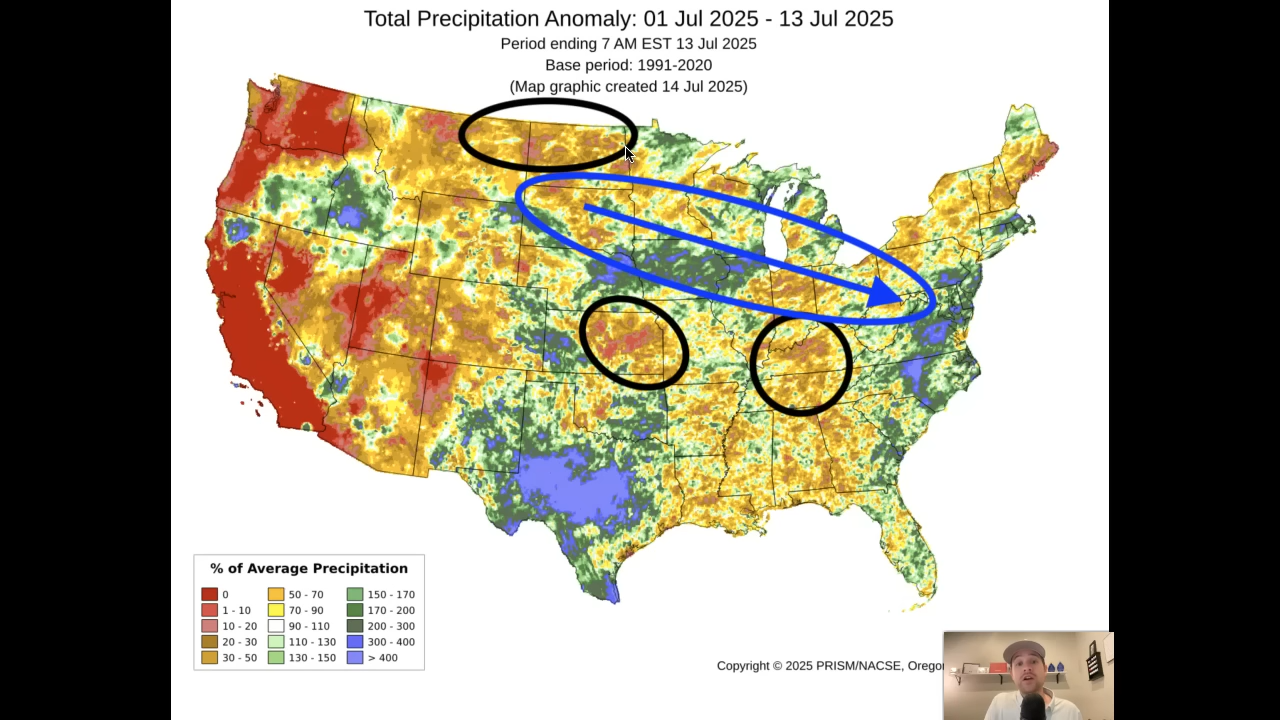 Total Precipitation Anomaly: 01 Jul 2025 - 13 Jul 2025
Period ending 7 AM EST 13 Jul 2025
Base period: 1991-2020
(Map graphic created 14 Jul 2025)
% of Average Precipitation
0
50 - 70
150 - 170
1 - 10
70 - 90
170 - 200
10 - 20
90 - 110
200 - 300
20 - 30
110 - 130
300 - 400
30 - 50
130 - 150
> 400
Copyright © 2025 PRISM/NACSE, Orego